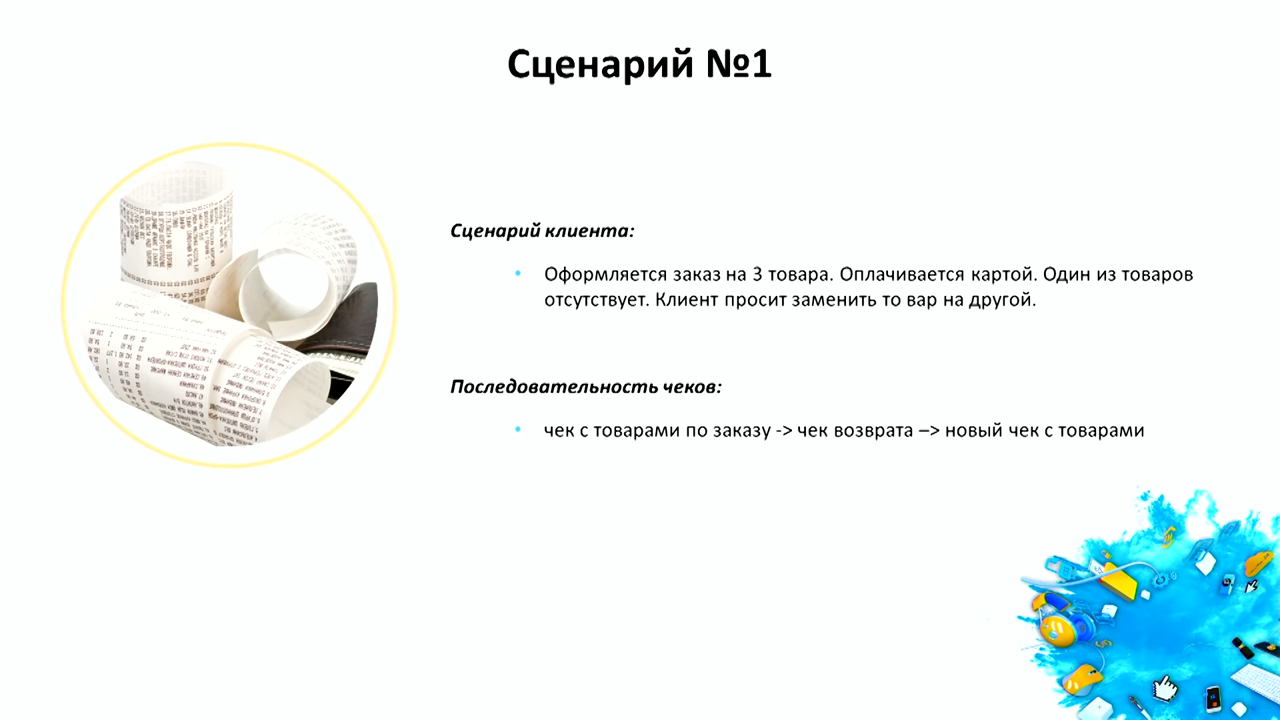 Сценарий №1
Сценарий клиента:
• Оформляется заказ на 3 товара. Оплачивается картой. Один из товаров
отсутствует. Клиент просит заменить то вар на другой.
Последовательность чеков:
• чек с товарами по заказу -> чек возврата –> новый чек с товарами